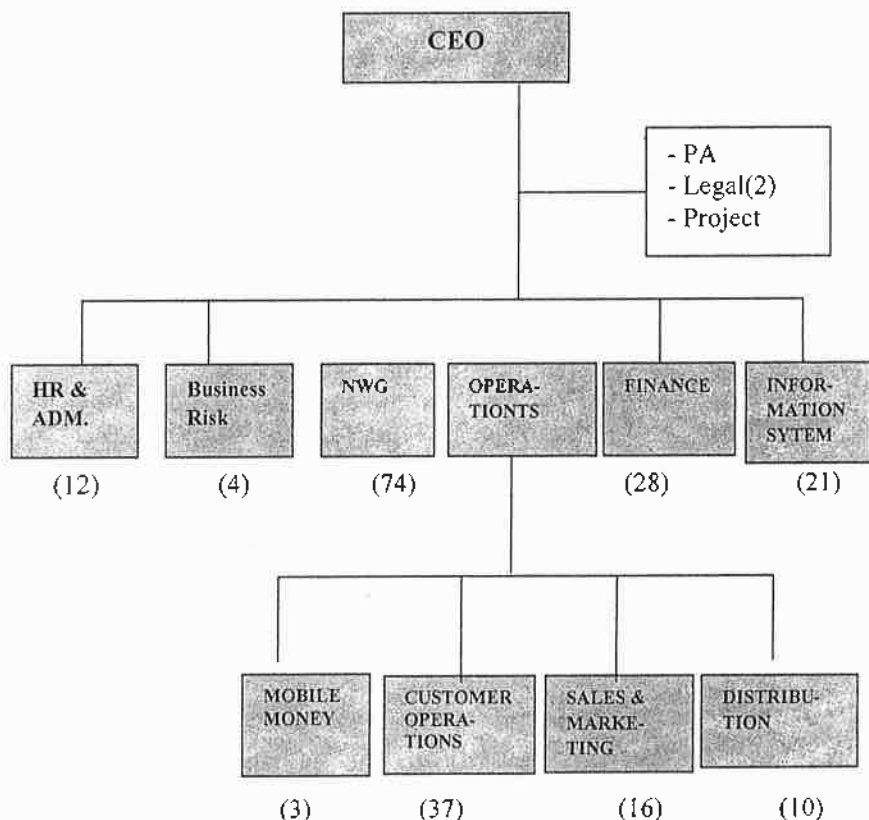 CEO
- PA
- Legal(2)
- Project
HR &
ADM.
Business
Risk
NWG
OPERA-
TIONTS
FINANCE
INFOR-
MATION
SYTEM
(12)
(4)
(74)
(28)
(21)
MOBILE
MONEY
CUSTOMER
OPERA-
TIONS
SALES &
MARKE-
TING
DISTRIBU-
TION
(3)
(37)
(16)
(10)